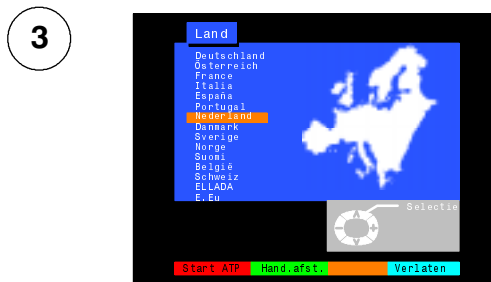 3
Land
Deutschland
Österreich
France
Italia
España
Portugal
Nederland
Danmark
Sverige
Norge
Suomi
België
Schweiz
ELLADA
E.Eu
Selectie
Start ATP Hand.afst. Verlaten